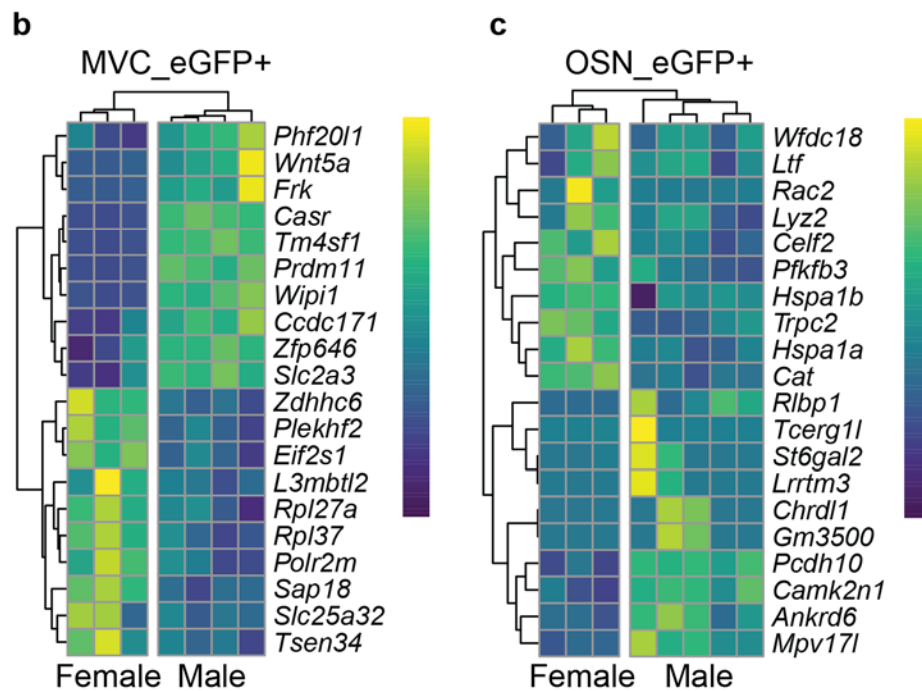 b
MVC_eGFP+
Phf20l1
Wnt5a
Frk
Casr
Tm4sf1
Prdm11
Wipi1
Ccdc171
Zfp646
Slc2a3
Zdhhc6
Plekhf2
Eif2s1
L3mbtl2
Rpl27a
Rpl37
Polr2m
Sap18
Slc25a32
Tsen34
Female Male
c
OSN_eGFP+
Wfdc18
Ltf
Rac2
Lyz2
Celf2
Pfkfb3
Hspa1b
Trpc2
Hspa1a
Cat
Rlbp1
Tcerg1l
St6gal2
Lrrtm3
Chrdl1
Gm3500
Pcdh10
Camk2n1
Ankrd6
Mpv17l
Female Male